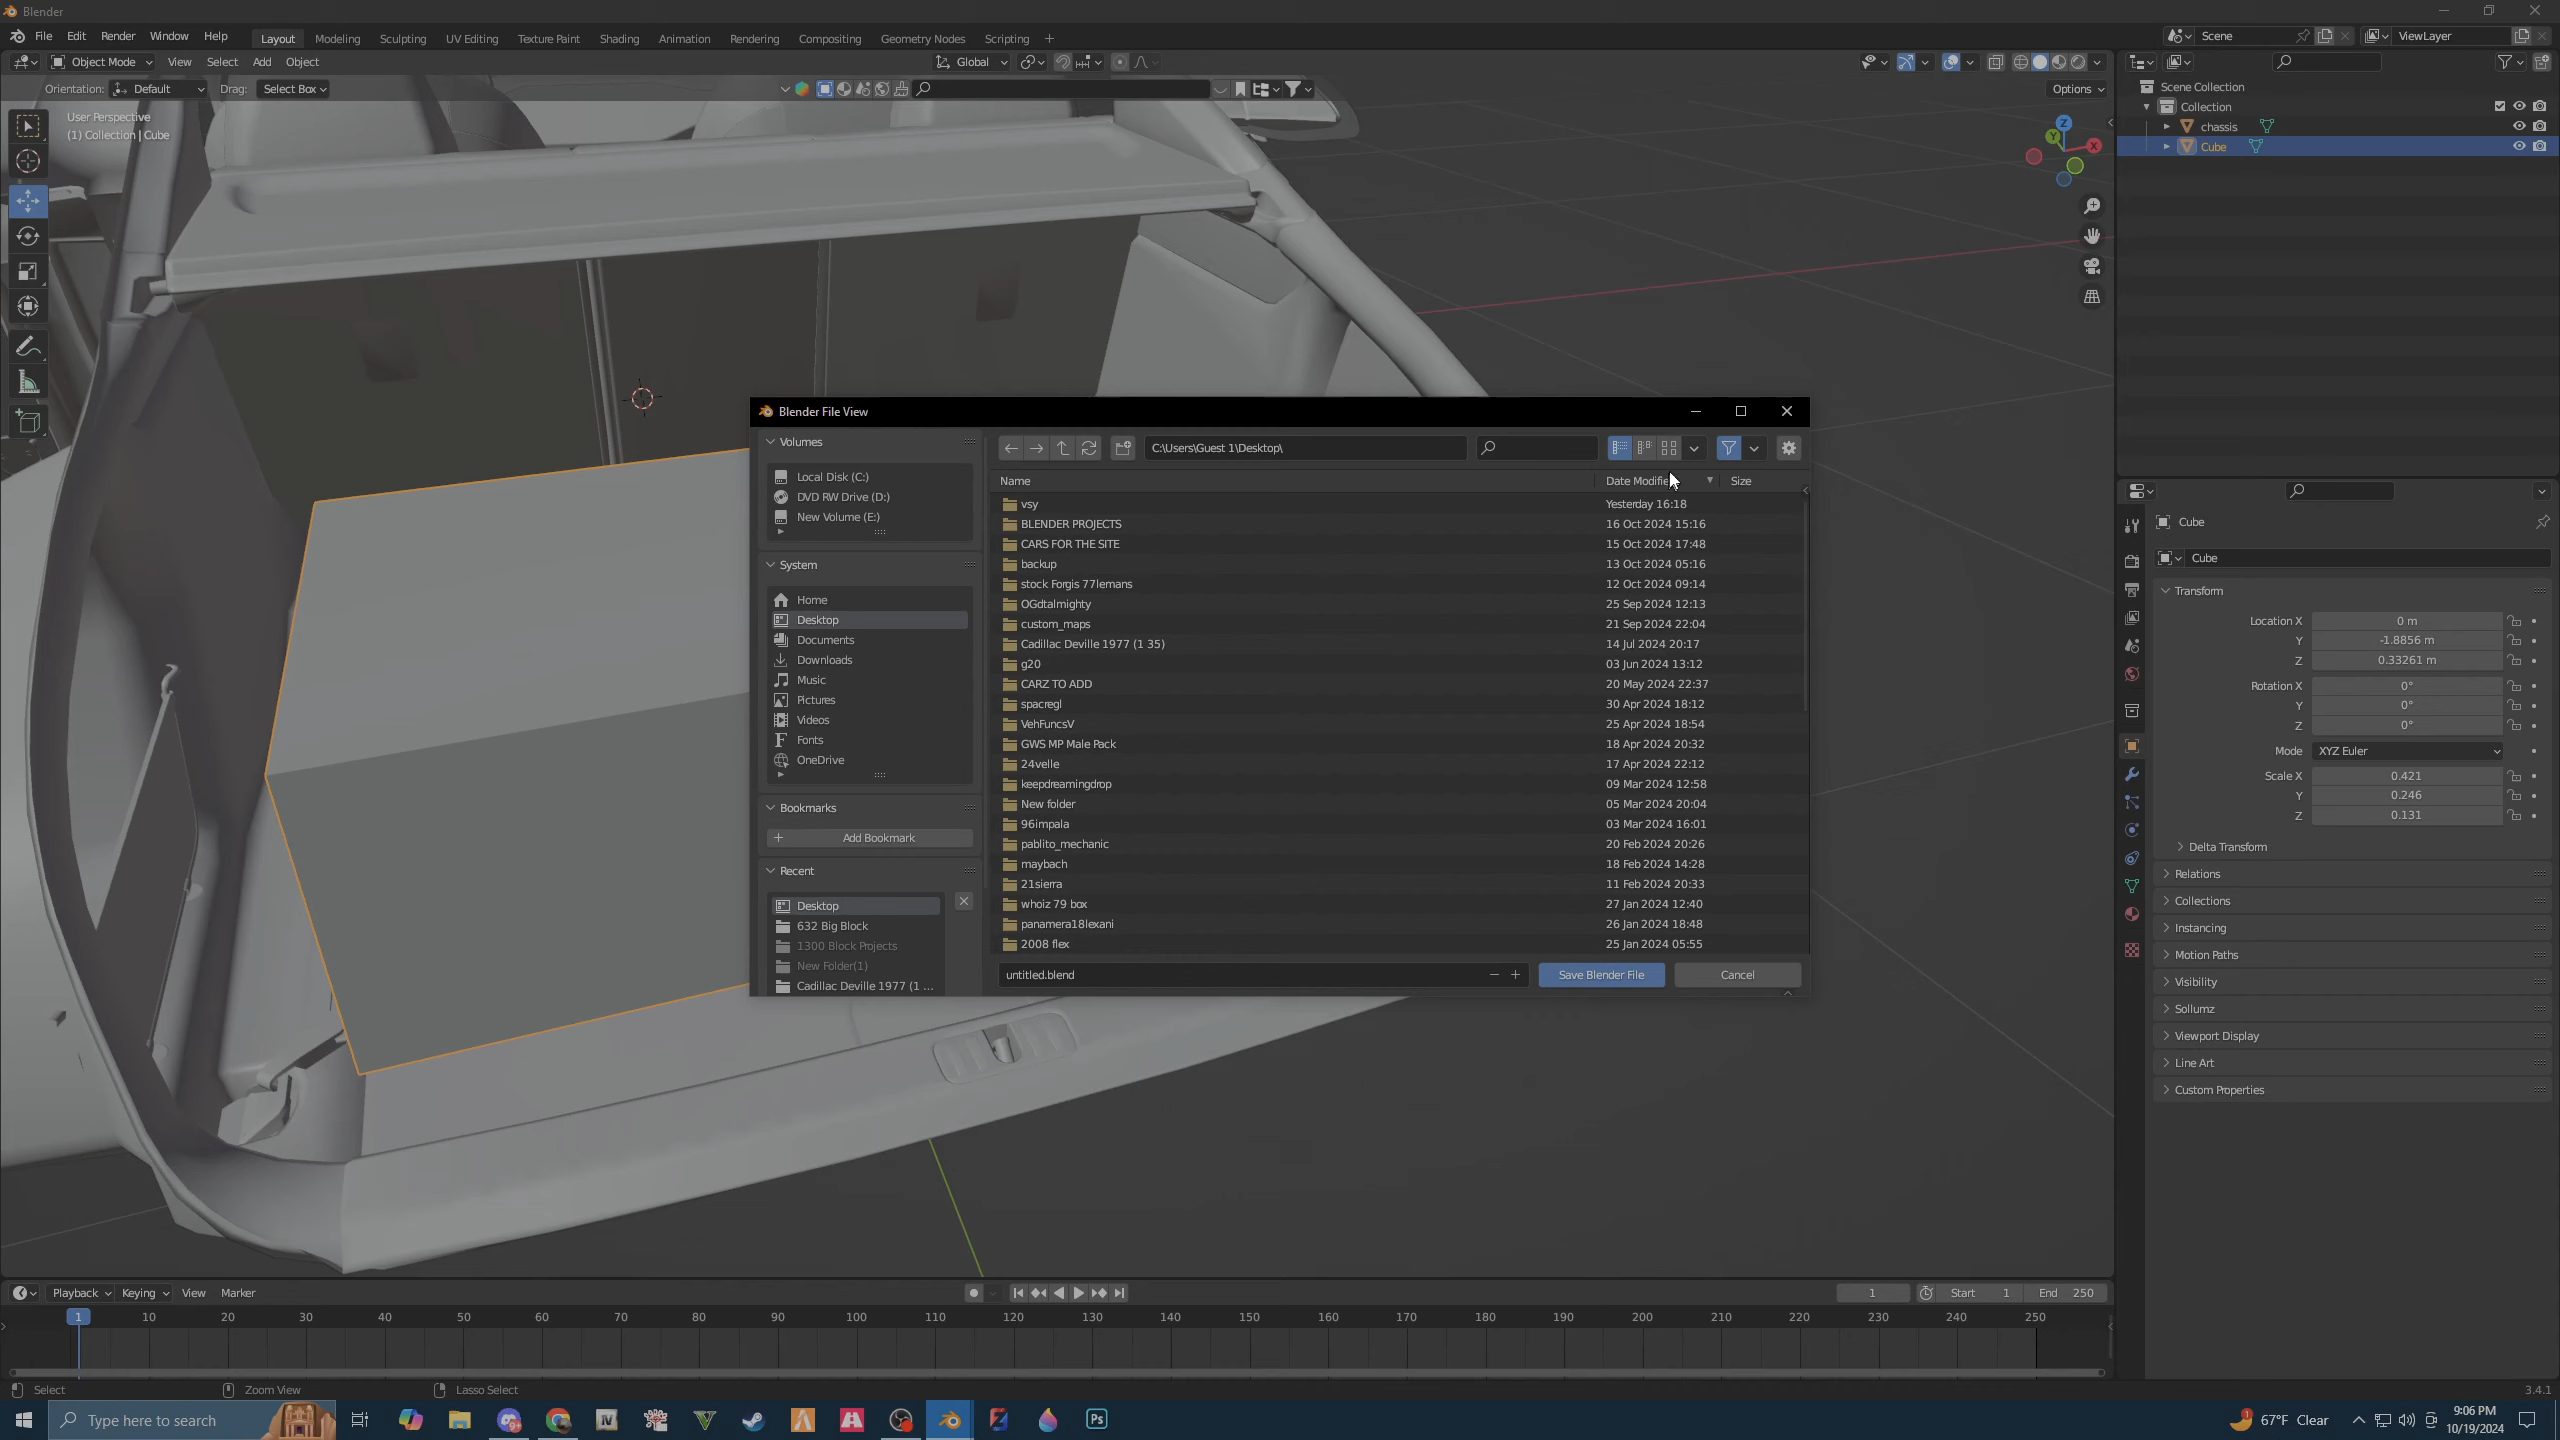 Blender
File Edit Render Window Help Layout Modeling Sculpting UV Editing Texture Paint Shading Animation Rendering Compositing Geometry Nodes Scripting Scene ViewLayer
Object Mode View Select Add Object Global
Orientation: Default Drag: Select Box Options
User Perspective
(1) Collection | Cube
Z
Y
X
Scene Collection
Collection
chassis
Cube
Blender File View
Volumes
Local Disk (C:)
DVD RW Drive (D:)
New Volume (E:)
System
Home
Desktop
Documents
Downloads
Music
Pictures
Videos
Fonts
OneDrive
Bookmarks
Add Bookmark
Recent
Desktop
632 Big Block
1300 Block Projects
New Folder(1)
Cadillac Deville 1977 (1 ...
C:\Users\Guest 1\Desktop\
Name Date Modifie Size
vsy Yesterday 16:18
BLENDER PROJECTS 16 Oct 2024 15:16
CARS FOR THE SITE 15 Oct 2024 17:48
backup 13 Oct 2024 05:16
stock Forgis 77lemans 12 Oct 2024 09:14
OGdtalmighty 25 Sep 2024 12:13
custom_maps 21 Sep 2024 22:04
Cadillac Deville 1977 (1 35) 14 Jul 2024 20:17
g20 03 Jun 2024 13:12
CARZ TO ADD 20 May 2024 22:37
spacregl 30 Apr 2024 18:12
VehFuncsV 25 Apr 2024 18:54
GWS MP Male Pack 18 Apr 2024 20:32
24velle 17 Apr 2024 22:12
keepdreamingdrop 09 Mar 2024 12:58
New folder 05 Mar 2024 20:04
96impala 03 Mar 2024 16:01
pablito_mechanic 20 Feb 2024 20:26
maybach 18 Feb 2024 14:28
21sierra 11 Feb 2024 20:33
whoiz 79 box 27 Jan 2024 12:40
panamera18lexani 26 Jan 2024 18:48
2008 flex 25 Jan 2024 05:55
untitled.blend Save Blender File Cancel
Cube
Cube
Transform
Location X 0 m
Y -1.8856 m
Z 0.33261 m
Rotation X 0°
Y 0°
Z 0°
Mode XYZ Euler
Scale X 0.421
Y 0.246
Z 0.131
Delta Transform
Relations
Collections
Instancing
Motion Paths
Visibility
Sollumz
Viewport Display
Line Art
Custom Properties
Playback Keying View Marker 1 Start 1 End 250
1 10 20 30 40 50 60 70 80 90 100 110 120 130 140 150 160 170 180 190 200 210 220 230 240 250
Select Zoom View Lasso Select 3.4.1
Type here to search IV V Ps 1 67°F Clear 9:06 PM
10/19/2024